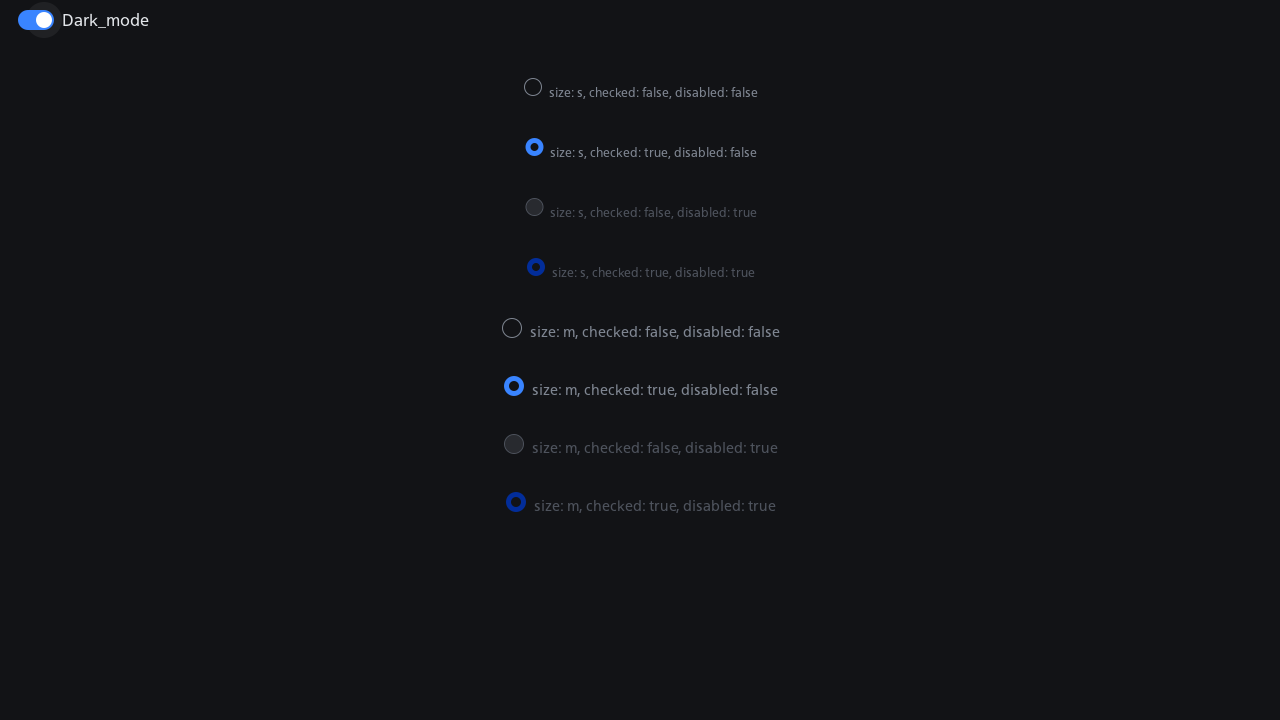 Dark_mode
size: s, checked: false, disabled: false
size: s, checked: true, disabled: false
size: s, checked: false, disabled: true
size: s, checked: true, disabled: true
size: m, checked: false, disabled: false
size: m, checked: true, disabled: false
size: m, checked: false, disabled: true
size: m, checked: true, disabled: true